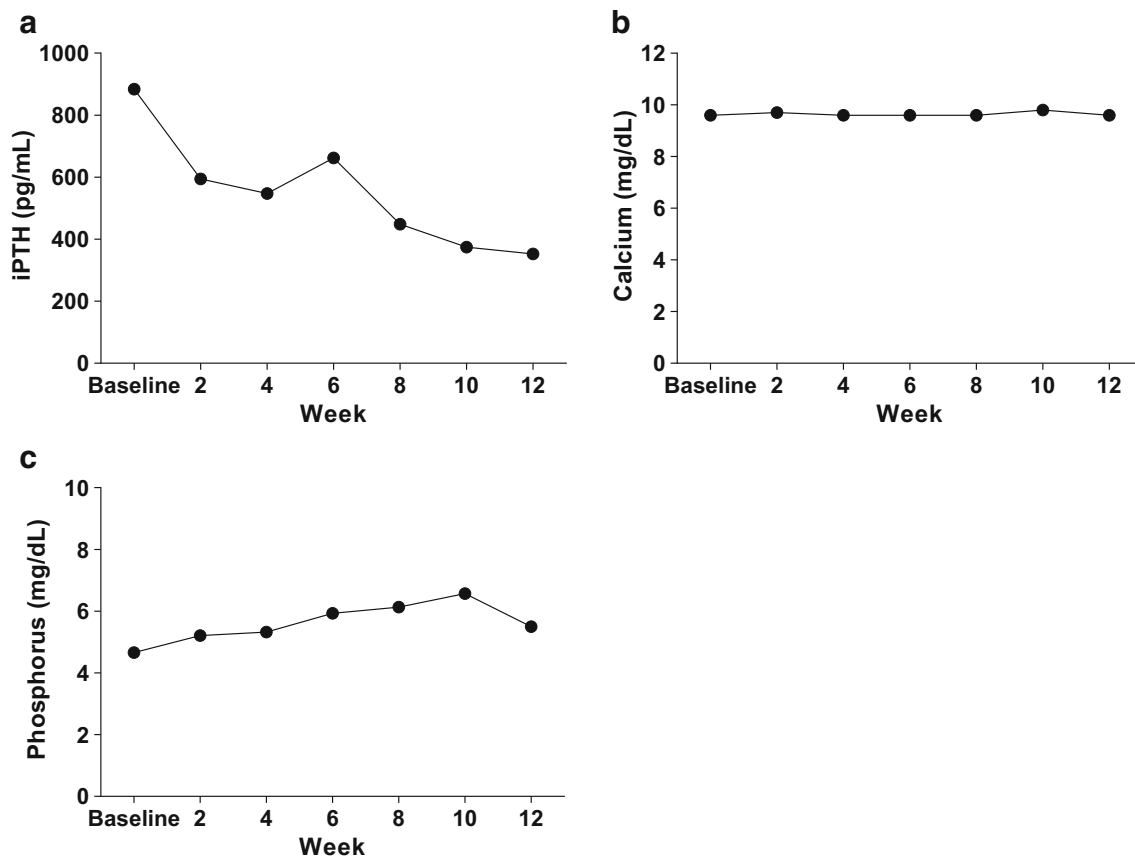 a
iPTH (pg/mL)
1000
800
600
400
200
0
Baseline 2 4 6 8 10 12
Week
b
Calcium (mg/dL)
12
10
8
6
4
2
0
Baseline 2 4 6 8 10 12
Week
c
Phosphorus (mg/dL)
10
8
6
4
2
0
Baseline 2 4 6 8 10 12
Week